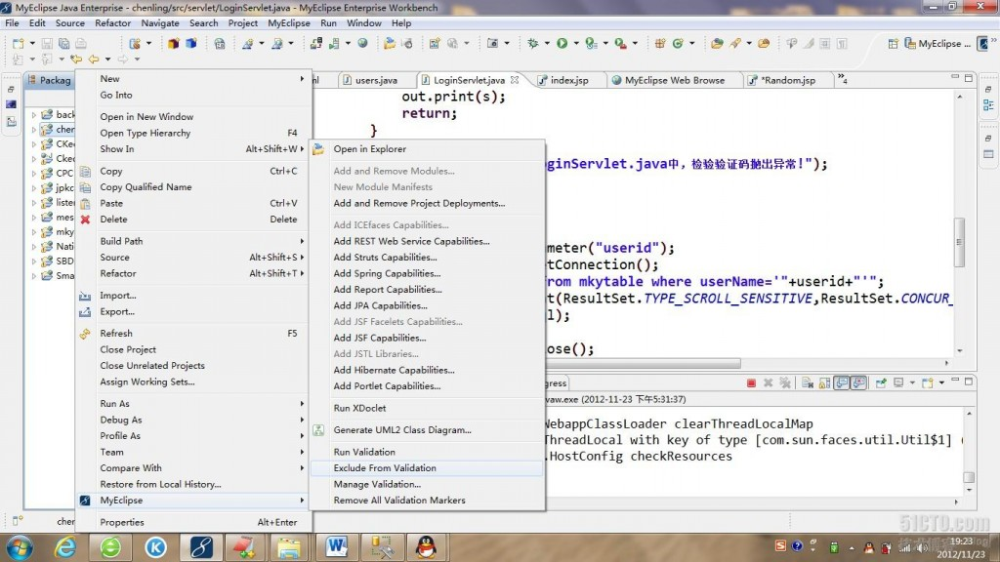 MyEclipse Java Enterprise - chenling/src/servlet/LoginServlet.java - MyEclipse Enterprise Workbench
File Edit Source Refactor Navigate Search Project MyEclipse Run Window Help
MyEclipse ...
Packag
users.java
LoginServlet.java
index.jsp
MyEclipse Web Browse
*Random.jsp
4
back
cher
CKe
Ckec
CPC
jpkc
lister
mes
mky
Nati
SBD
Sma
New
Go Into
Open in New Window
Open Type Hierarchy F4
Show In Alt+Shift+W
Copy Ctrl+C
Copy Qualified Name
Paste Ctrl+V
Delete Delete
Build Path
Source Alt+Shift+S
Refactor Alt+Shift+T
Import...
Export...
Refresh F5
Close Project
Close Unrelated Projects
Assign Working Sets...
Run As
Debug As
Profile As
Team
Compare With
Restore from Local History...
MyEclipse
Properties Alt+Enter
Open in Explorer
Add and Remove Modules...
New Module Manifests
Add and Remove Project Deployments...
Add ICEfaces Capabilities...
Add REST Web Service Capabilities...
Add Struts Capabilities...
Add Spring Capabilities...
Add Report Capabilities...
Add JPA Capabilities...
Add JSF Facelets Capabilities...
Add JSF Capabilities...
Add JSTL Libraries...
Add Hibernate Capabilities...
Add Portlet Capabilities...
Run XDoclet
Generate UML2 Class Diagram...
Run Validation
Exclude From Validation
Manage Validation...
Remove All Validation Markers
out.print(s);
return;
}
ginServlet.java中，检验验证码抛出异常!");
meter("userid");
tConnection();
from mkytable where userName='"+userid+"'";
t(ResultSet.TYPE_SCROLL_SENSITIVE,ResultSet.CONCUR_
l);
ose();
gress
vaw.exe (2012-11-23 下午5:31:37)
WebappClassLoader clearThreadLocalMap
ThreadLocal with key of type [com.sun.faces.util.Util$1]
.HostConfig checkResources
cher
51CTO.com
19:23
2012/11/23